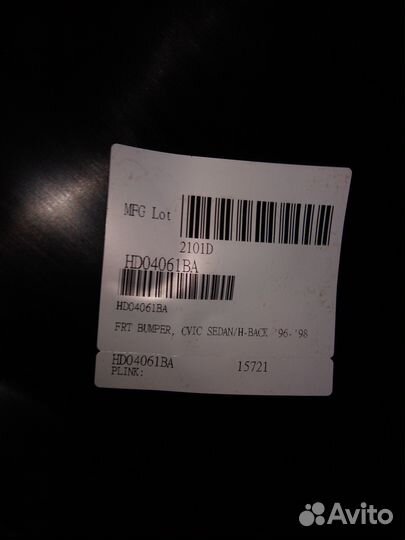 MFG Lot
2101D
HD04061BA
HD04061BA
FRT BUMPER, CVIC SEDAN/H-BACK '96-'98
HD04061BA 15721
PLINK:
Avito